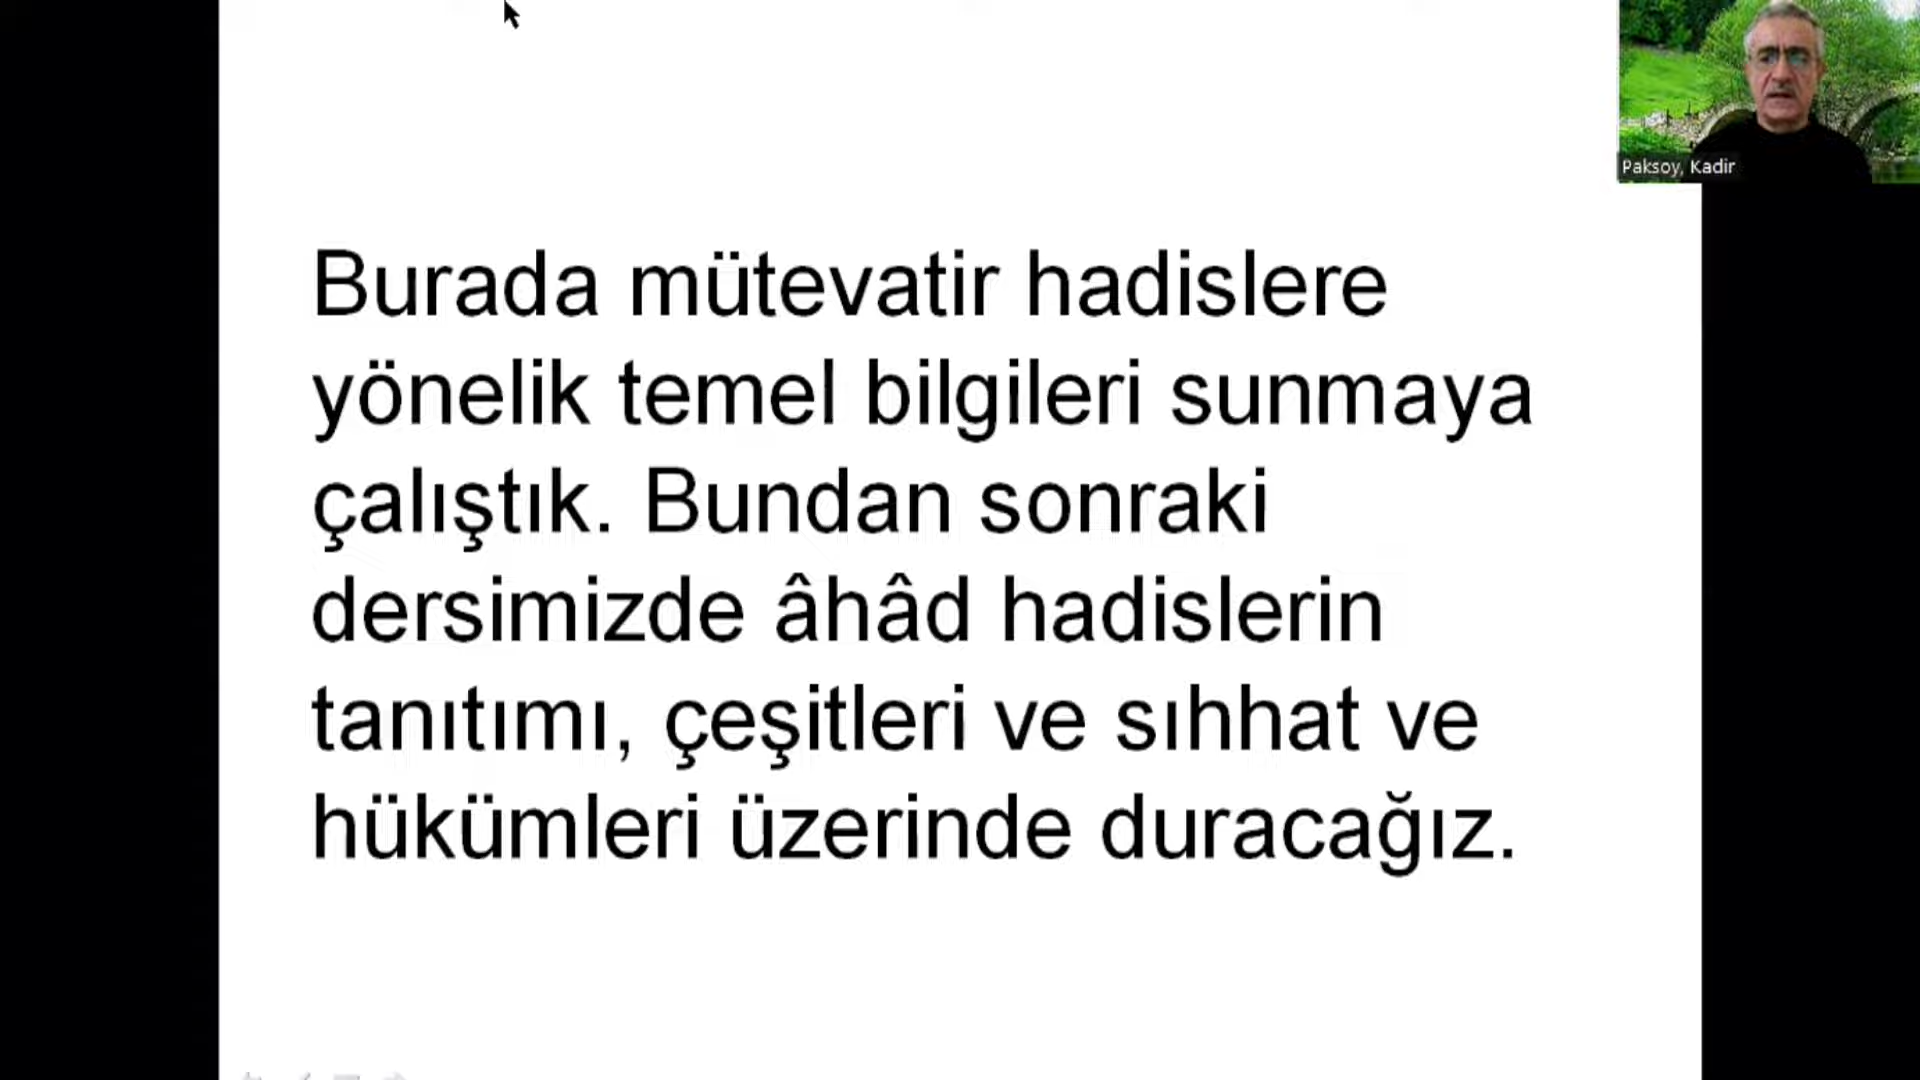 Paksoy, Kadir
Burada mütevatir hadislere
yönelik temel bilgileri sunmaya
çalıştık. Bundan sonraki
dersimizde âhâd hadislerin
tanıtımı, çeşitleri ve sıhhat ve
hükümleri üzerinde duracağız.